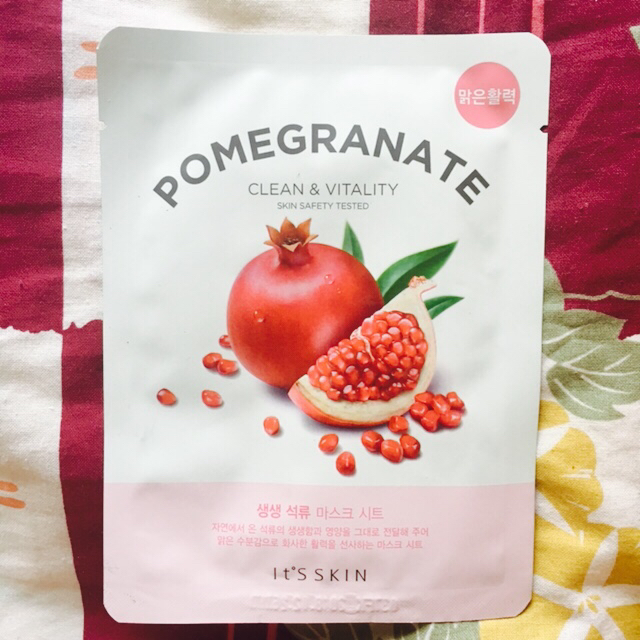 맑은활력
POMEGRANATE
CLEAN & VITALITY
SKIN SAFETY TESTED
생생 석류 마스크 시트
자연에서 온 석류의 생생함과 영양을 그대로 전달해 주어
맑은 수분감으로 화사한 활력을 선사하는 마스크 시트
It'S SKIN